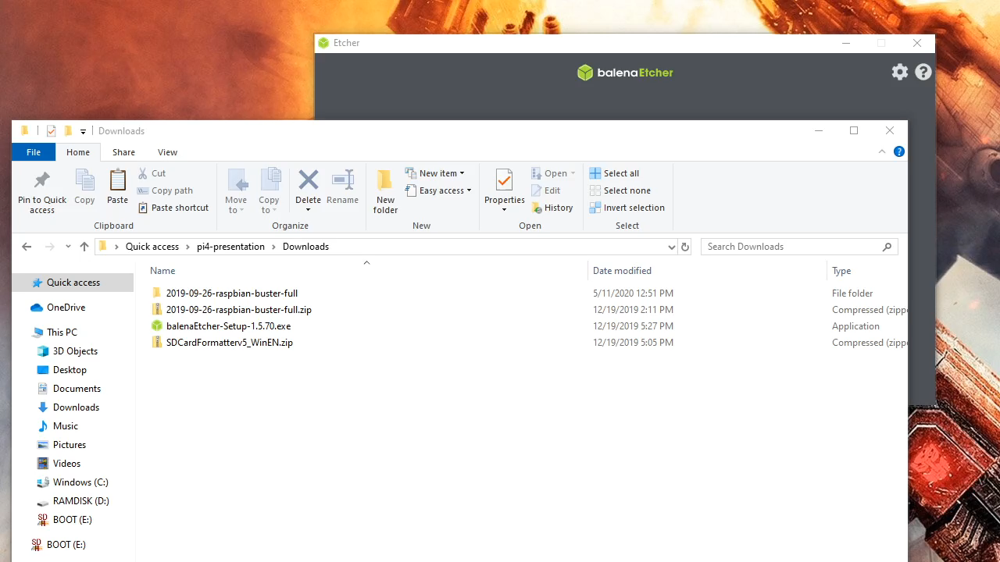 Etcher
balenaEtcher
Downloads
File Home Share View
Pin to Quick access
Copy
Paste
Cut
Copy path
Paste shortcut
Clipboard
Move to
Copy to
Delete
Rename
Organize
New folder
New item
Easy access
New
Properties
Open
Edit
History
Open
Select all
Select none
Invert selection
Select
Quick access > pi4-presentation > Downloads
Search Downloads
Name Date modified Type
2019-09-26-raspbian-buster-full 5/11/2020 12:51 PM File folder
2019-09-26-raspbian-buster-full.zip 12/19/2019 2:11 PM Compressed (zippe
balenaEtcher-Setup-1.5.70.exe 12/19/2019 5:27 PM Application
SDCardFormatterv5_WinEN.zip 12/19/2019 5:05 PM Compressed (zippe
Quick access
OneDrive
This PC
3D Objects
Desktop
Documents
Downloads
Music
Pictures
Videos
Windows (C:)
RAMDISK (D:)
BOOT (E:)
BOOT (E:)